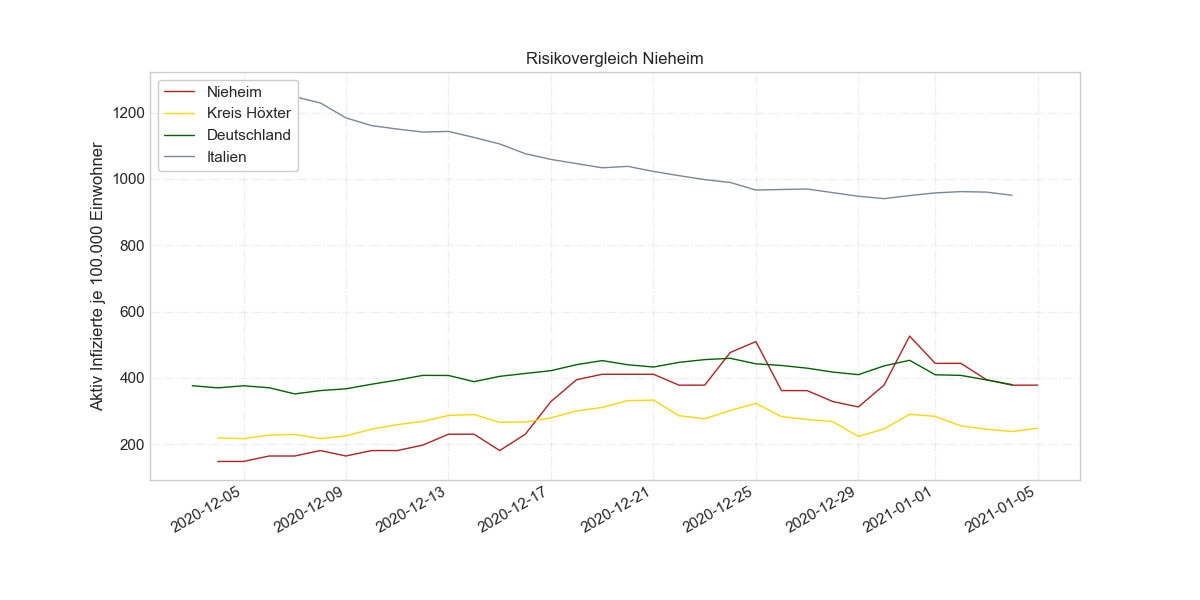 Risikovergleich Nieheim
Nieheim
Kreis Höxter
Deutschland
Italien
Aktiv Infizierte je 100.000 Einwohner
1200
1000
800
600
400
200
2020-12-05
2020-12-09
2020-12-13
2020-12-17
2020-12-21
2020-12-25
2020-12-29
2021-01-01
2021-01-05